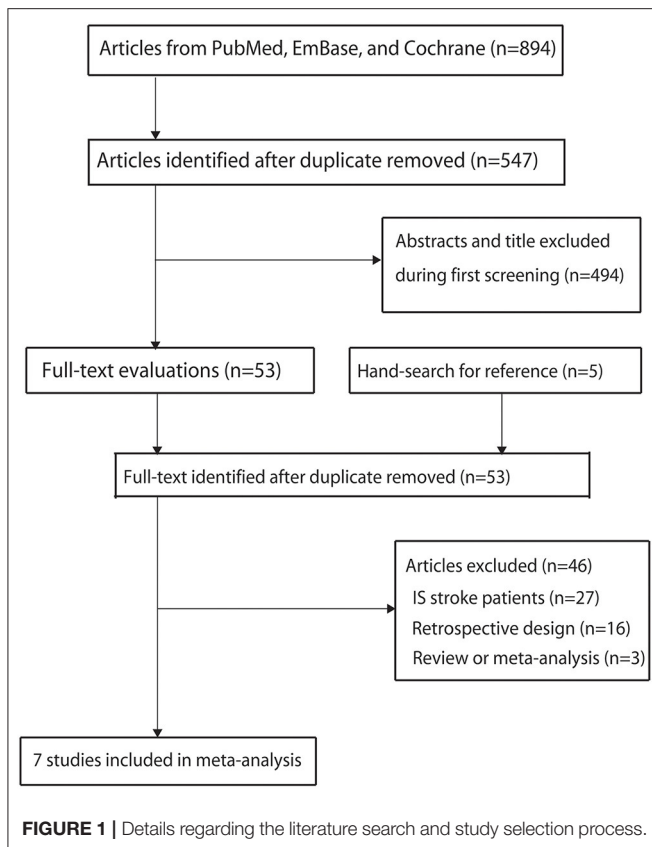 Articles from PubMed, EmBase, and Cochrane (n=894)
Articles identified after duplicate removed (n=547)
Abstracts and title excluded
during first screening (n=494)
Full-text evaluations (n=53)
Hand-search for reference (n=5)
Full-text identified after duplicate removed (n=53)
Articles excluded (n=46)
IS stroke patients (n=27)
Retrospective design (n=16)
Review or meta-analysis (n=3)
7 studies included in meta-analysis
FIGURE 1 | Details regarding the literature search and study selection process.